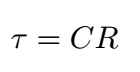 τ = CR